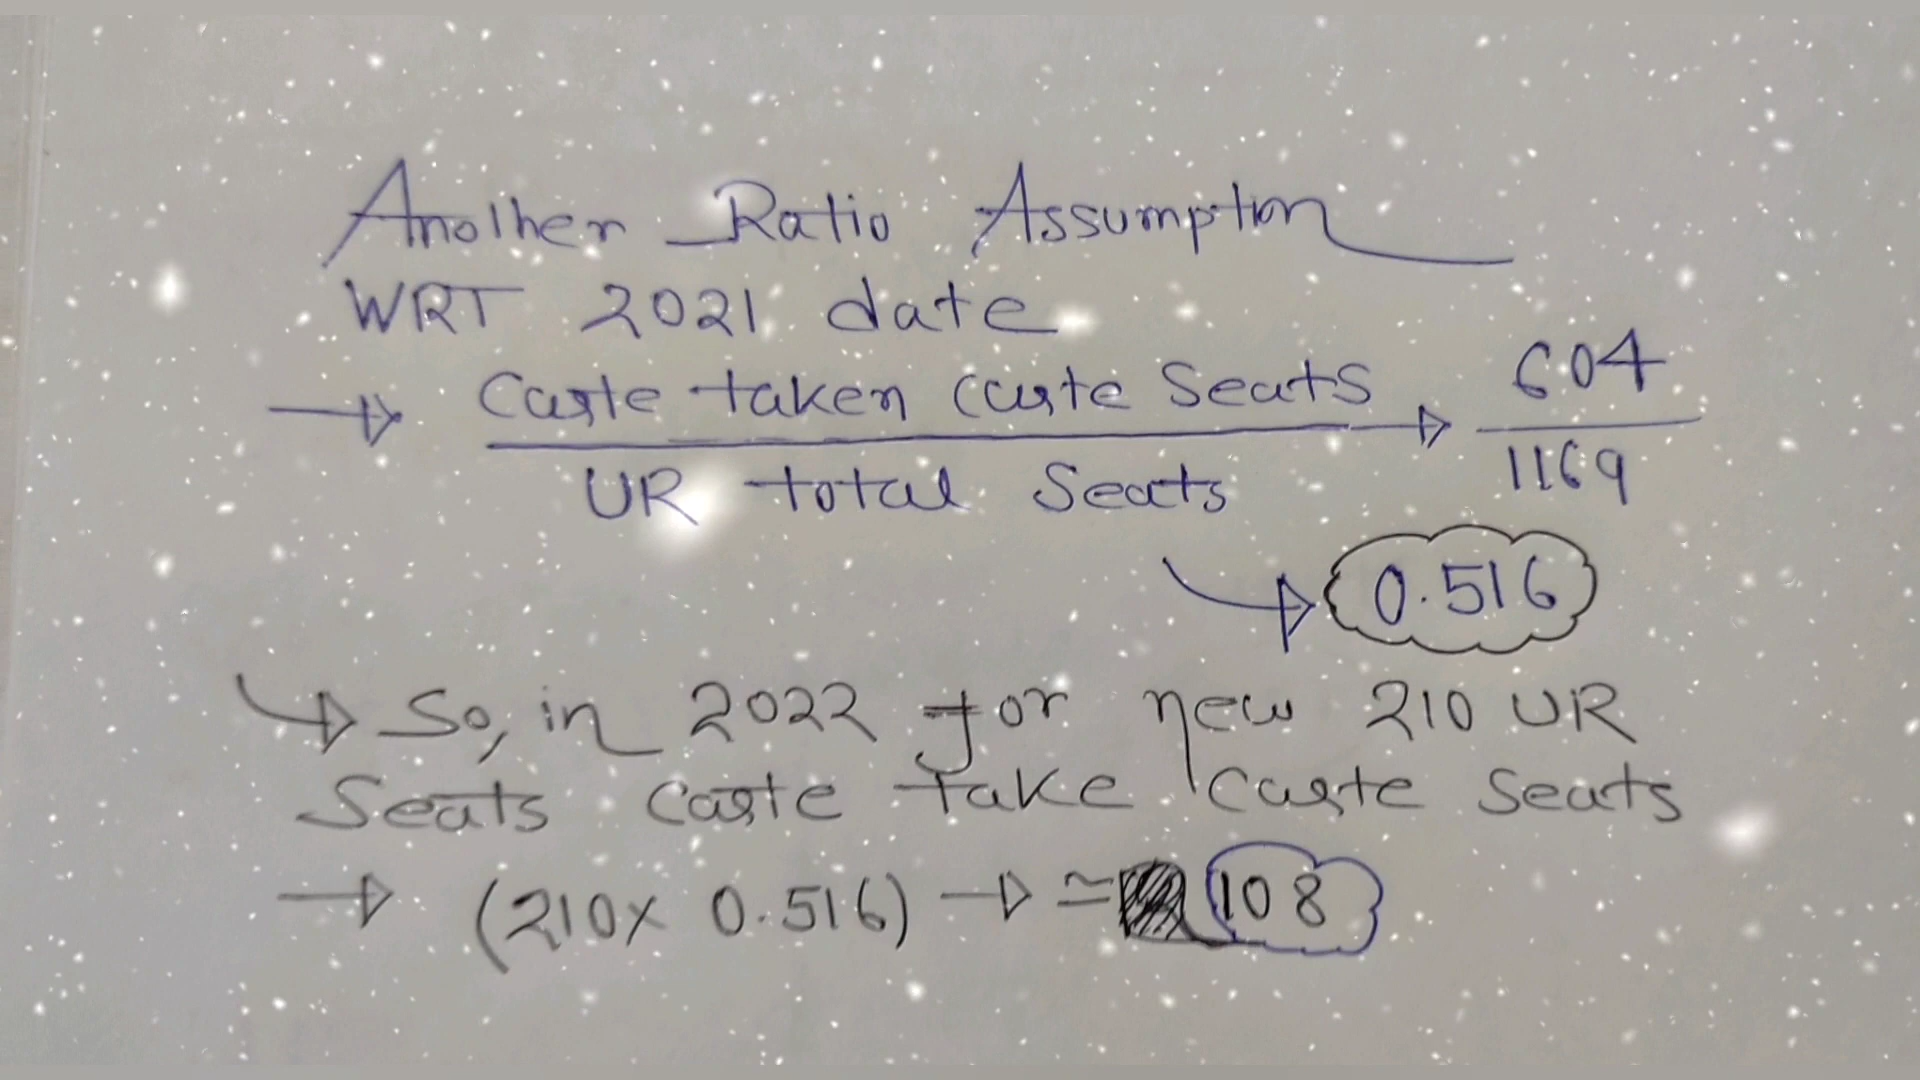 Another Ratio Assumption
WRT 2021 date
→ Caste taken Caste Seats → 604
UR total Seats 1169
→ 0.516
→ So, in 2022 for new 210 UR
Seats Caste take Caste Seats
→ (210 x 0.516) → ≃ 108